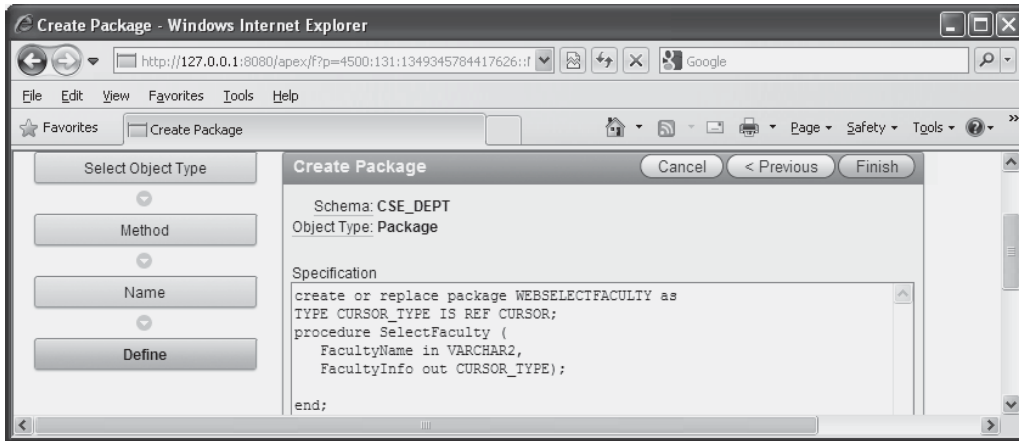 Create Package - Windows Internet Explorer
http://127.0.0.1:8080/apex/f?p=4500:131:1349345784417626::f
Google
File Edit View Favorites Tools Help
Favorites Create Package Page Safety Tools
Select Object Type
Method
Name
Define
Create Package Cancel < Previous Finish
Schema: CSE_DEPT
Object Type: Package
Specification
create or replace package WEBSELECTFACULTY as
TYPE CURSOR_TYPE IS REF CURSOR;
procedure SelectFaculty (
FacultyName in VARCHAR2,
FacultyInfo out CURSOR_TYPE);
end;